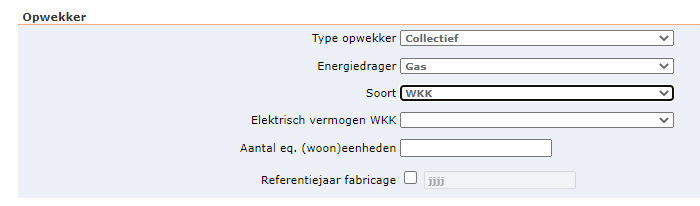 Opwekker
Type opwekker Collectief
Energiedrager Gas
Soort WKK
Elektrisch vermogen WKK
Aantal eq. (woon)eenheden
Referentiejaar fabricage jjjj